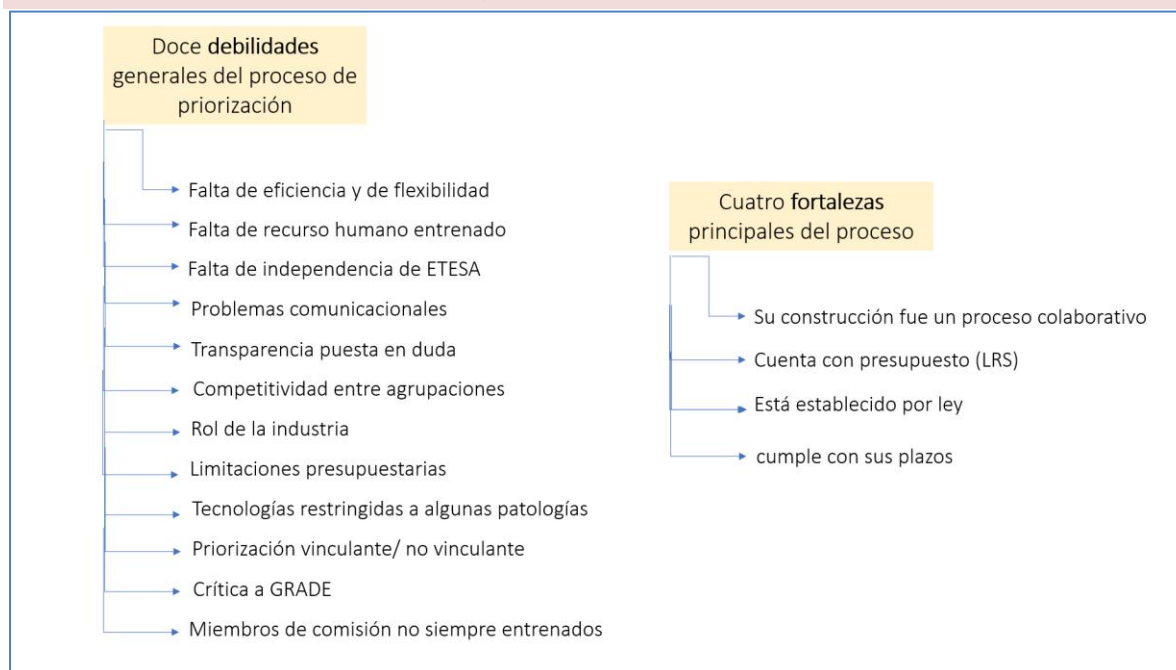 Doce debilidades
generales del proceso de
priorización
Falta de eficiencia y de flexibilidad
Falta de recurso humano entrenado
Falta de independencia de ETESA
Problemas comunicacionales
Transparencia puesta en duda
Competitividad entre agrupaciones
Rol de la industria
Limitaciones presupuestarias
Tecnologías restringidas a algunas patologías
Priorización vinculante/ no vinculante
Crítica a GRADE
Miembros de comisión no siempre entrenados
Cuatro fortalezas
principales del proceso
Su construcción fue un proceso colaborativo
Cuenta con presupuesto (LRS)
Está establecido por ley
cumple con sus plazos